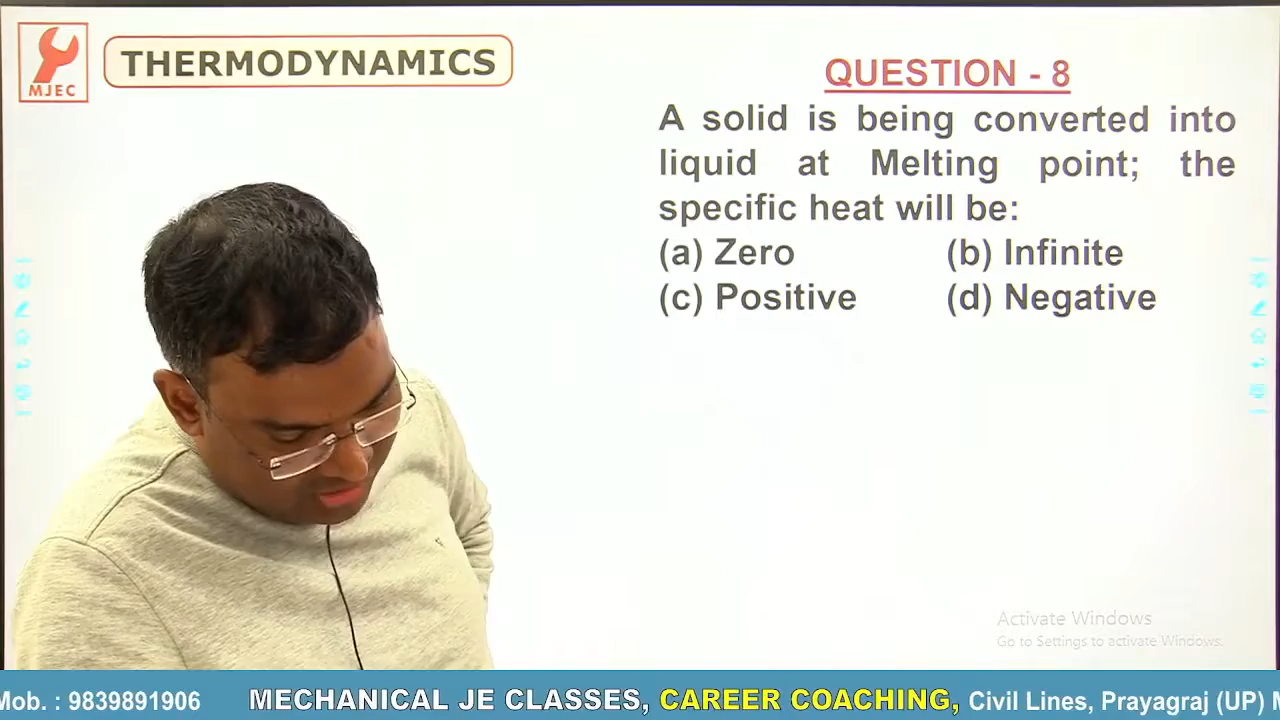 MJEC
THERMODYNAMICS
QUESTION - 8
A solid is being converted into
liquid at Melting point; the
specific heat will be:
(a) Zero (b) Infinite
(c) Positive (d) Negative
Activate Windows
Go to Settings to activate Windows.
Mob. : 9839891906 MECHANICAL JE CLASSES, CAREER COACHING, Civil Lines, Prayagraj (UP) M